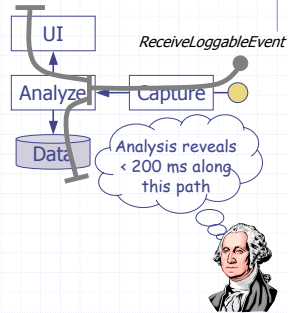 UI
ReceiveLoggableEvent
Analyze
Capture
Data
Analysis reveals
< 200 ms along
this path